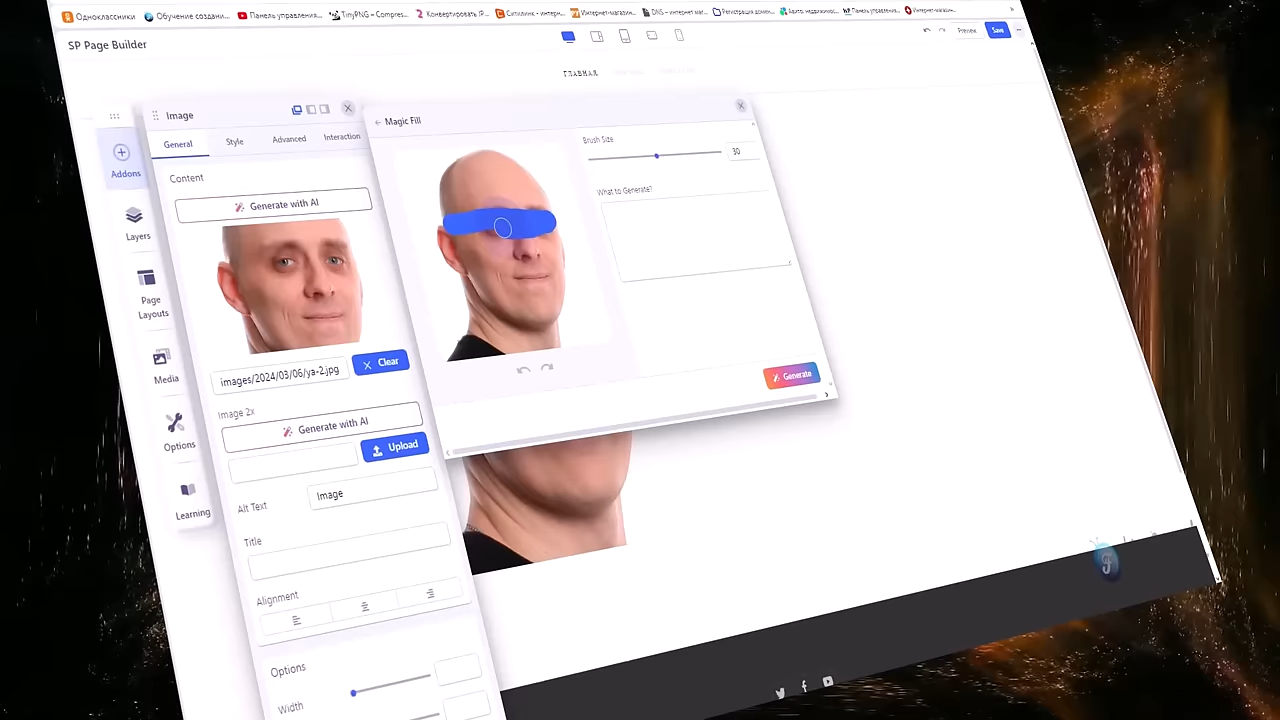 Одноклассники
Обучение создани...
Панель управления...
TinyPNG – Compres...
Конвертировать JP...
Ситилинк – интерн...
Интернет-магазин...
DNS – интернет маг...
Регистрация домен...
Авито: недвижимос...
Панель управления...
Интернет-магазин...
SP Page Builder
Preview
Save
ГЛАВНАЯ
Image
General
Style
Advanced
Interaction
Content
Generate with AI
images/2024/03/06/ya-2.jpg
Clear
Image 2x
Generate with AI
Upload
Alt Text
Image
Title
Alignment
Options
Width
Addons
Layers
Page
Layouts
Media
Options
Learning
Magic Fill
Brush Size
30
What to Generate?
Generate